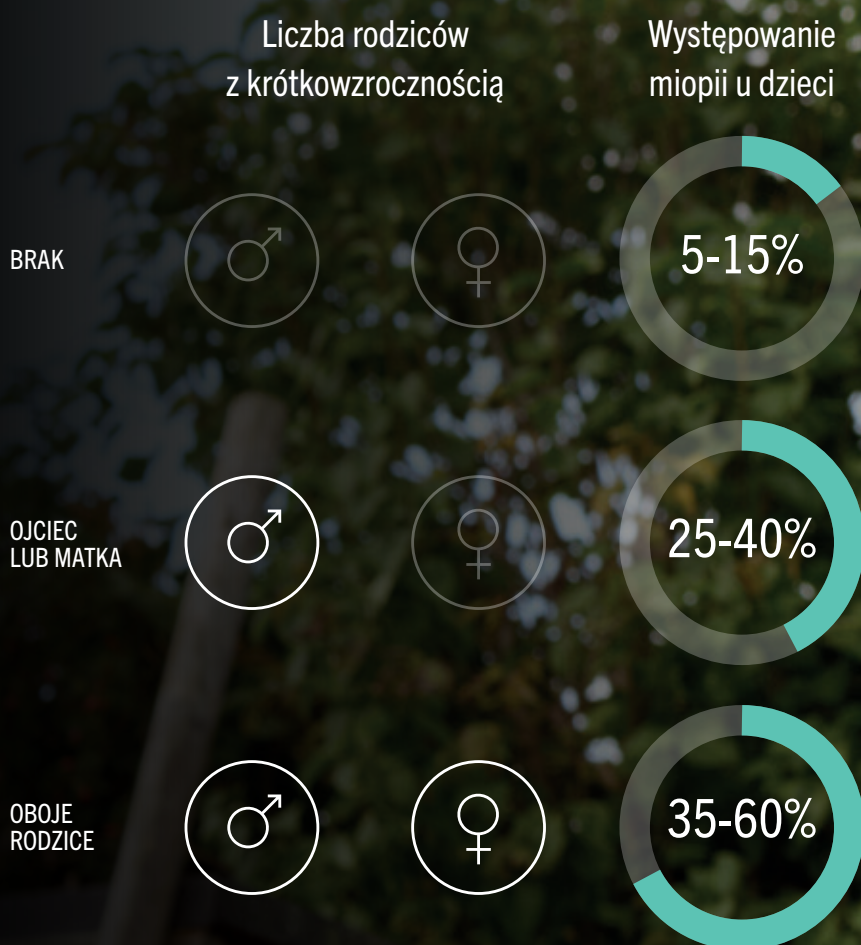 Liczba rodziców
z krótkowzrocznością
Występowanie
miopii u dzieci
BRAK
5-15%
OJCIEC
LUB MATKA
25-40%
OBOJE
RODZICE
35-60%